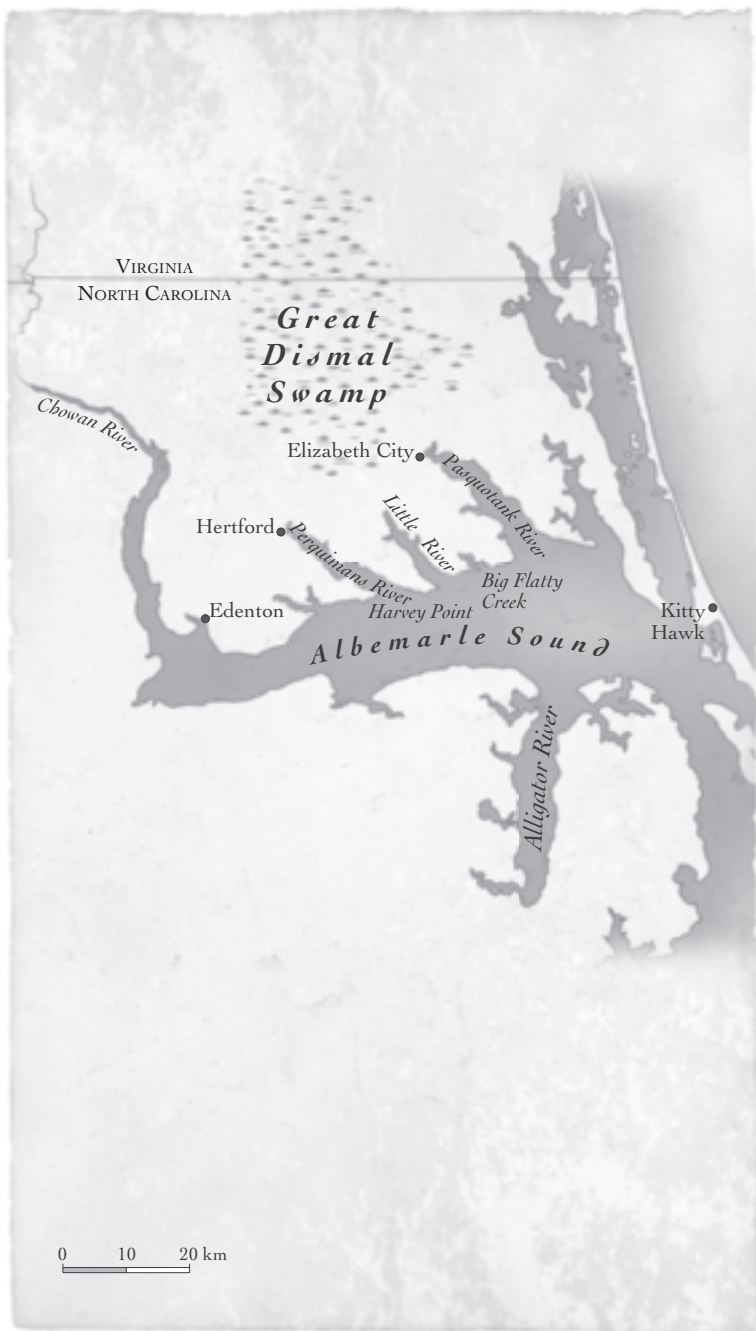 VIRGINIA
NORTH CAROLINA
Great
Dismal
Swamp
Chowan River
Elizabeth City
Pasquotank River
Little River
Hertford
Perquimans River
Big Flatty
Creek
Edenton
Harvey Point
Kitty
Hawk
Albemarle Sound
Alligator River
0 10 20 km